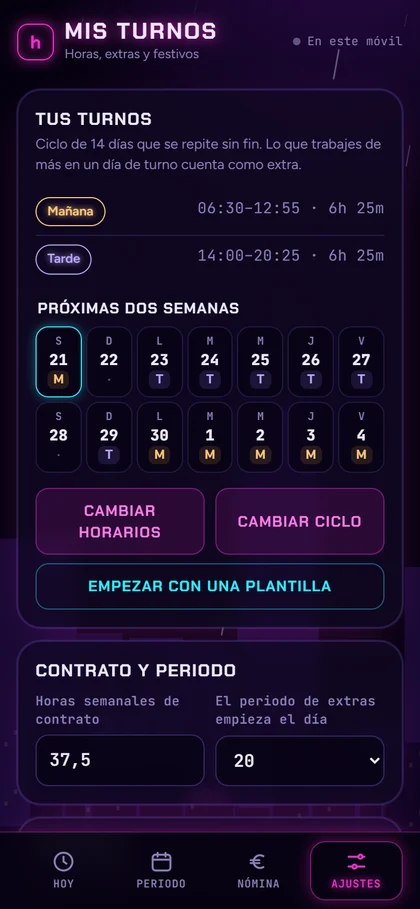 h
MIS TURNOS
Horas, extras y festivos
En este móvil
TUS TURNOS
Ciclo de 14 días que se repite sin fin. Lo que trabajes de
más en un día de turno cuenta como extra.
Mañana 06:30–12:55 · 6h 25m
Tarde 14:00–20:25 · 6h 25m
PRÓXIMAS DOS SEMANAS
S D L M M J V
21 22 23 24 25 26 27
M · T T T T T
S D L M M J V
28 29 30 1 2 3 4
· T M M M M M
CAMBIAR
HORARIOS
CAMBIAR CICLO
EMPEZAR CON UNA PLANTILLA
CONTRATO Y PERIODO
Horas semanales de
contrato
El periodo de extras
empieza el día
37,5
20
HOY PERIODO NÓMINA AJUSTES